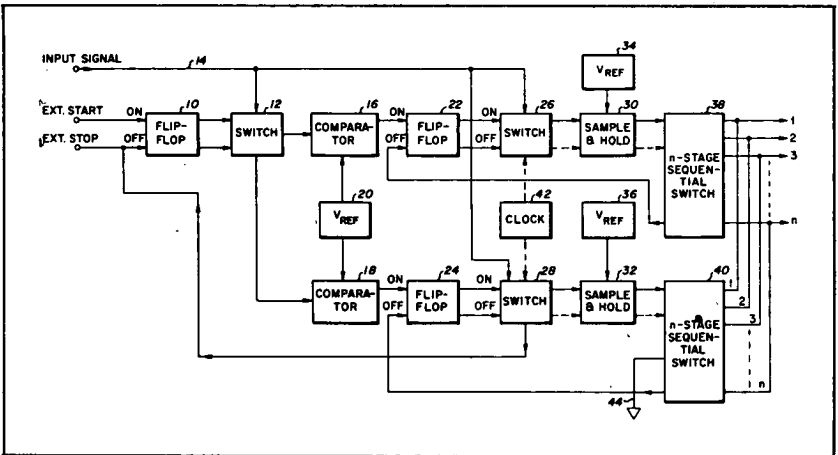 INPUT SIGNAL
14
EXT. START
EXT. STOP
ON
OFF
10
FLIP-
FLOP
12
SWITCH
16
COMPARA-
TOR
ON
OFF
22
FLIP-
FLOP
ON
OFF
26
SWITCH
34
VREF
30
SAMPLE
& HOLD
38
n-STAGE
SEQUEN-
TIAL
SWITCH
1
2
3
n
20
VREF
42
CLOCK
36
VREF
18
COMPARA-
TOR
ON
OFF
24
FLIP-
FLOP
ON
OFF
28
SWITCH
32
SAMPLE
& HOLD
40
n-STAGE
SEQUEN-
TIAL
SWITCH
1
2
3
n
44